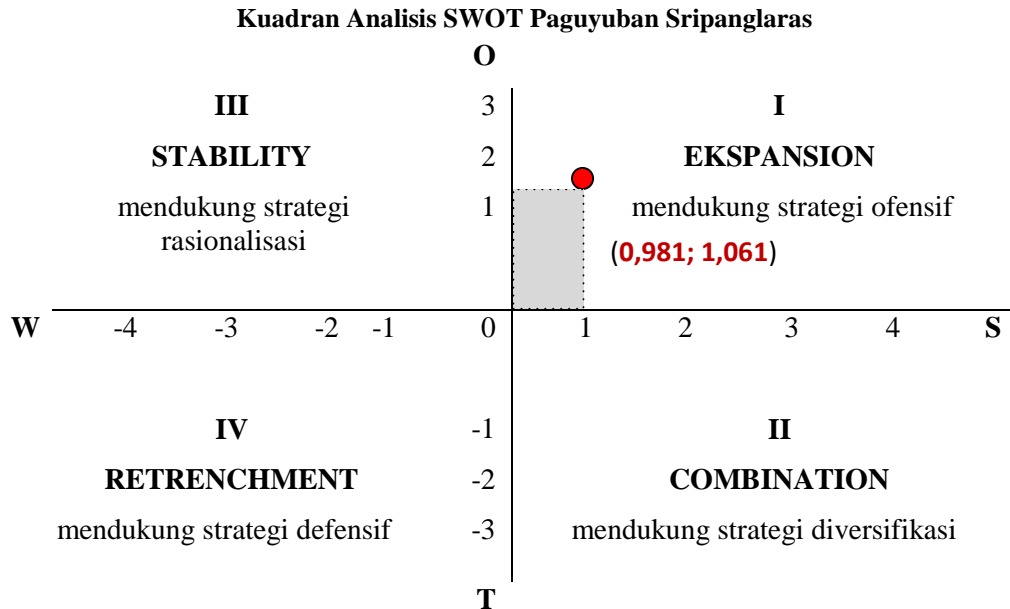 Kuadran Analisis SWOT Paguyuban Sripanglaras
O
III
3
I
STABILITY
2
EKSPANSION
mendukung strategi
rasionalisasi
1
mendukung strategi ofensif
(0,981; 1,061)
W
-4
-3
-2
-1
0
1
2
3
4
S
IV
-1
II
RETRENCHMENT
-2
COMBINATION
mendukung strategi defensif
-3
mendukung strategi diversifikasi
T